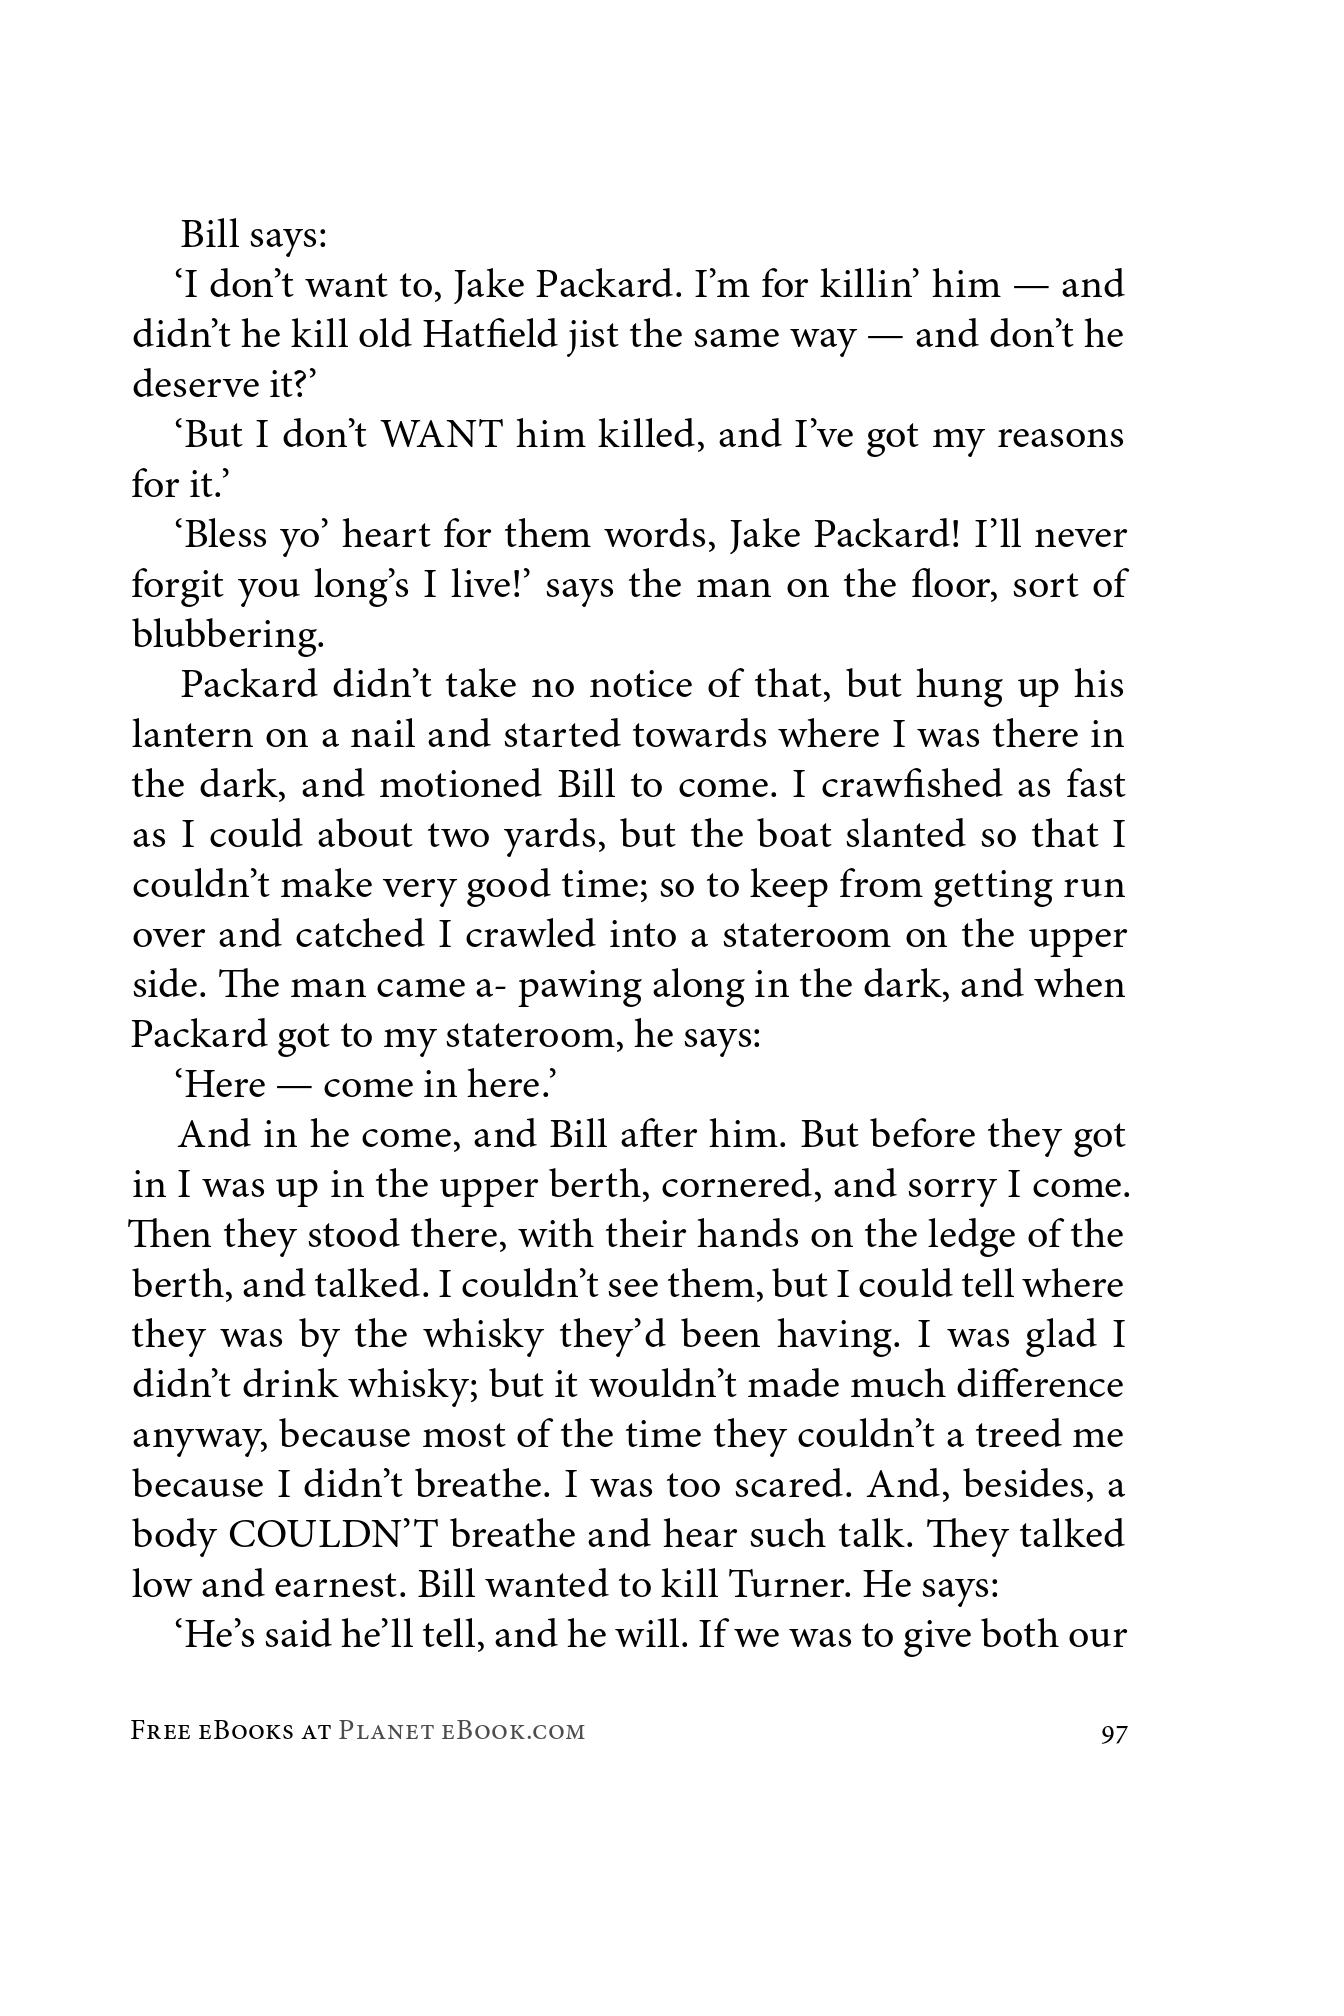 Bill says:
‘I don’t want to, Jake Packard. I’m for killin’ him — and
didn’t he kill old Hatfield jist the same way — and don’t he
deserve it?’
‘But I don’t WANT him killed, and I’ve got my reasons
for it.’
‘Bless yo’ heart for them words, Jake Packard! I’ll never
forgit you long’s I live!’ says the man on the floor, sort of
blubbering.
Packard didn’t take no notice of that, but hung up his
lantern on a nail and started towards where I was there in
the dark, and motioned Bill to come. I crawfished as fast
as I could about two yards, but the boat slanted so that I
couldn’t make very good time; so to keep from getting run
over and catched I crawled into a stateroom on the upper
side. The man came a- pawing along in the dark, and when
Packard got to my stateroom, he says:
‘Here — come in here.’
And in he come, and Bill after him. But before they got
in I was up in the upper berth, cornered, and sorry I come.
Then they stood there, with their hands on the ledge of the
berth, and talked. I couldn’t see them, but I could tell where
they was by the whisky they’d been having. I was glad I
didn’t drink whisky; but it wouldn’t made much difference
anyway, because most of the time they couldn’t a treed me
because I didn’t breathe. I was too scared. And, besides, a
body COULDN’T breathe and hear such talk. They talked
low and earnest. Bill wanted to kill Turner. He says:
‘He’s said he’ll tell, and he will. If we was to give both our
Free eBooks at Planet eBook.com 97